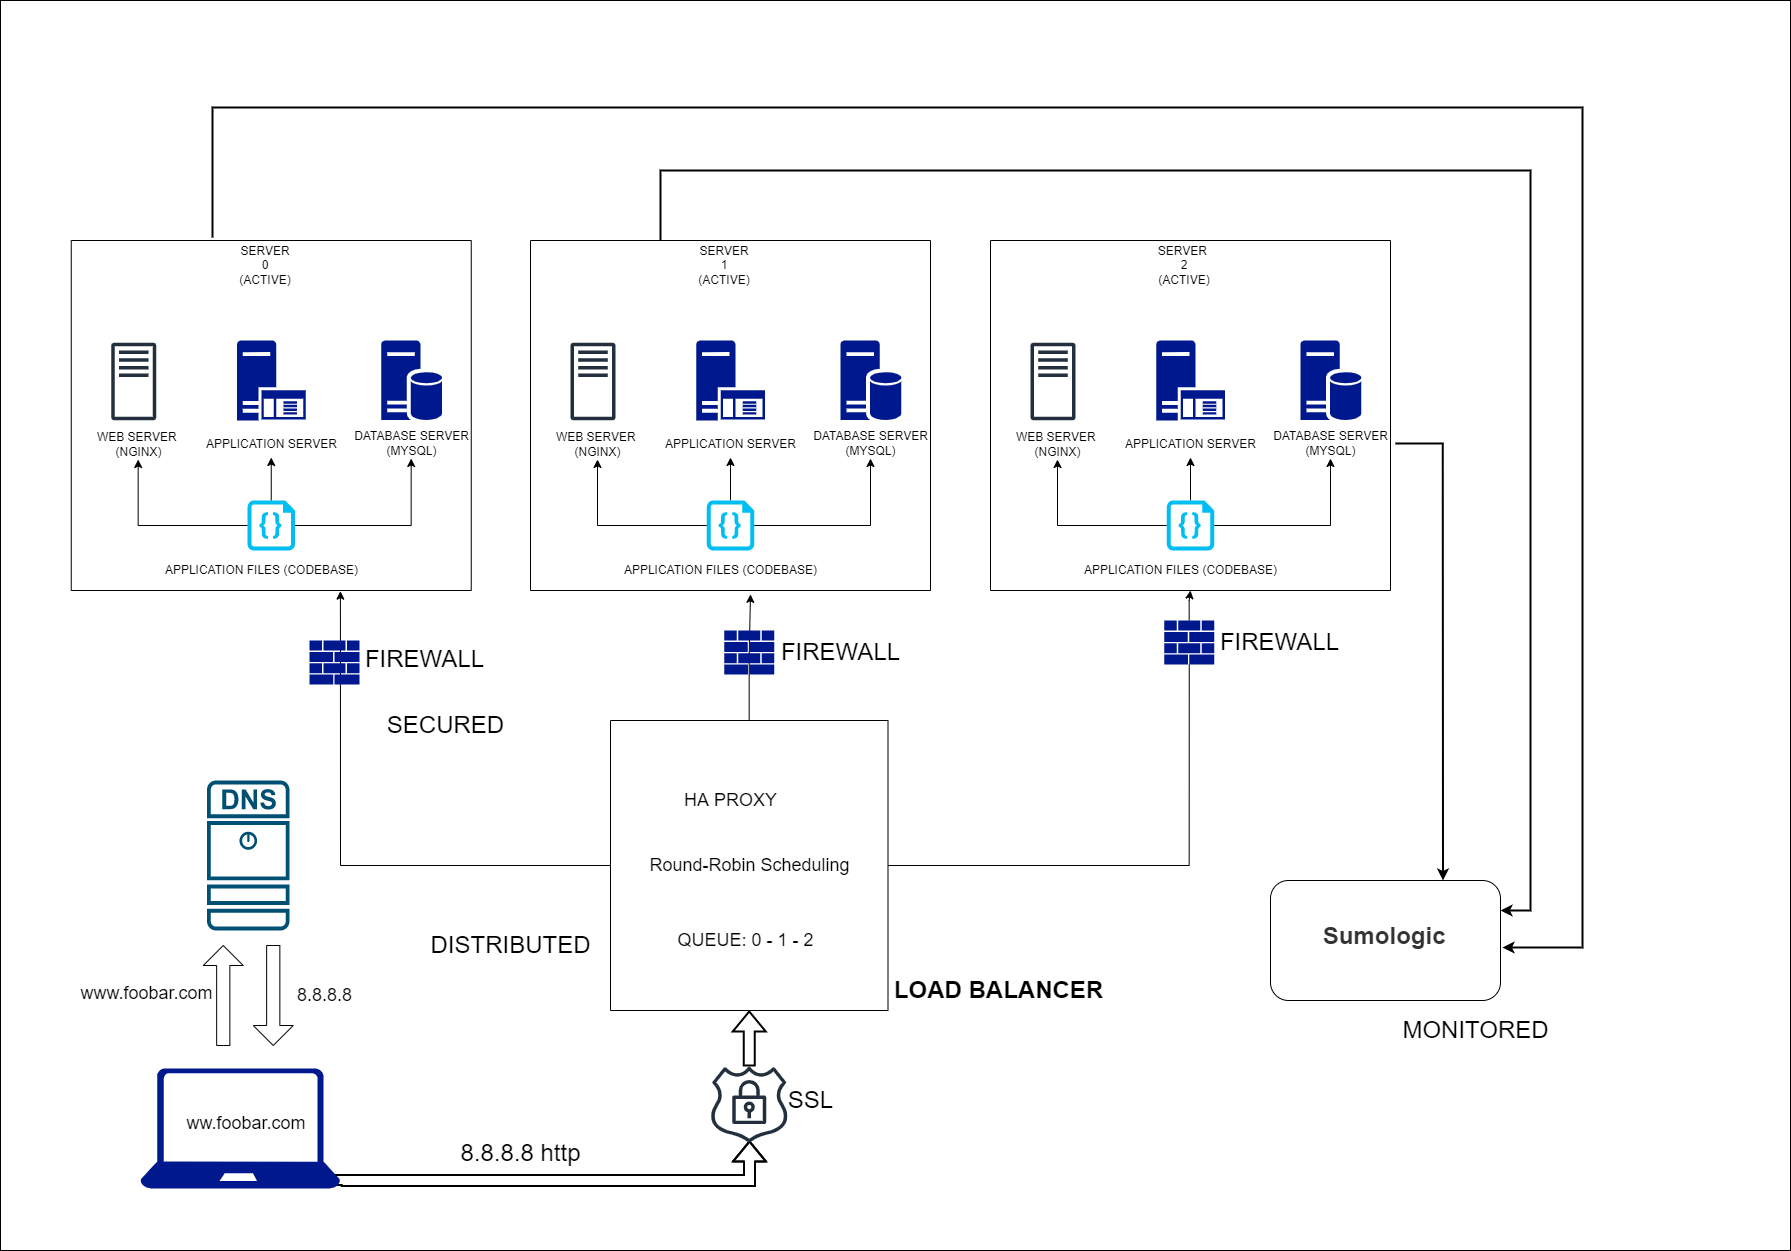 SERVER
0
(ACTIVE)
SERVER
1
(ACTIVE)
SERVER
2
(ACTIVE)
WEB SERVER
(NGINX)
APPLICATION SERVER
DATABASE SERVER
(MYSQL)
WEB SERVER
(NGINX)
APPLICATION SERVER
DATABASE SERVER
(MYSQL)
WEB SERVER
(NGINX)
APPLICATION SERVER
DATABASE SERVER
(MYSQL)
{}
{}
{}
APPLICATION FILES (CODEBASE)
APPLICATION FILES (CODEBASE)
APPLICATION FILES (CODEBASE)
FIREWALL
FIREWALL
FIREWALL
SECURED
DNS
HA PROXY
Round-Robin Scheduling
QUEUE: 0 - 1 - 2
DISTRIBUTED
LOAD BALANCER
Sumologic
MONITORED
www.foobar.com
8.8.8.8
ww.foobar.com
8.8.8.8 http
SSL